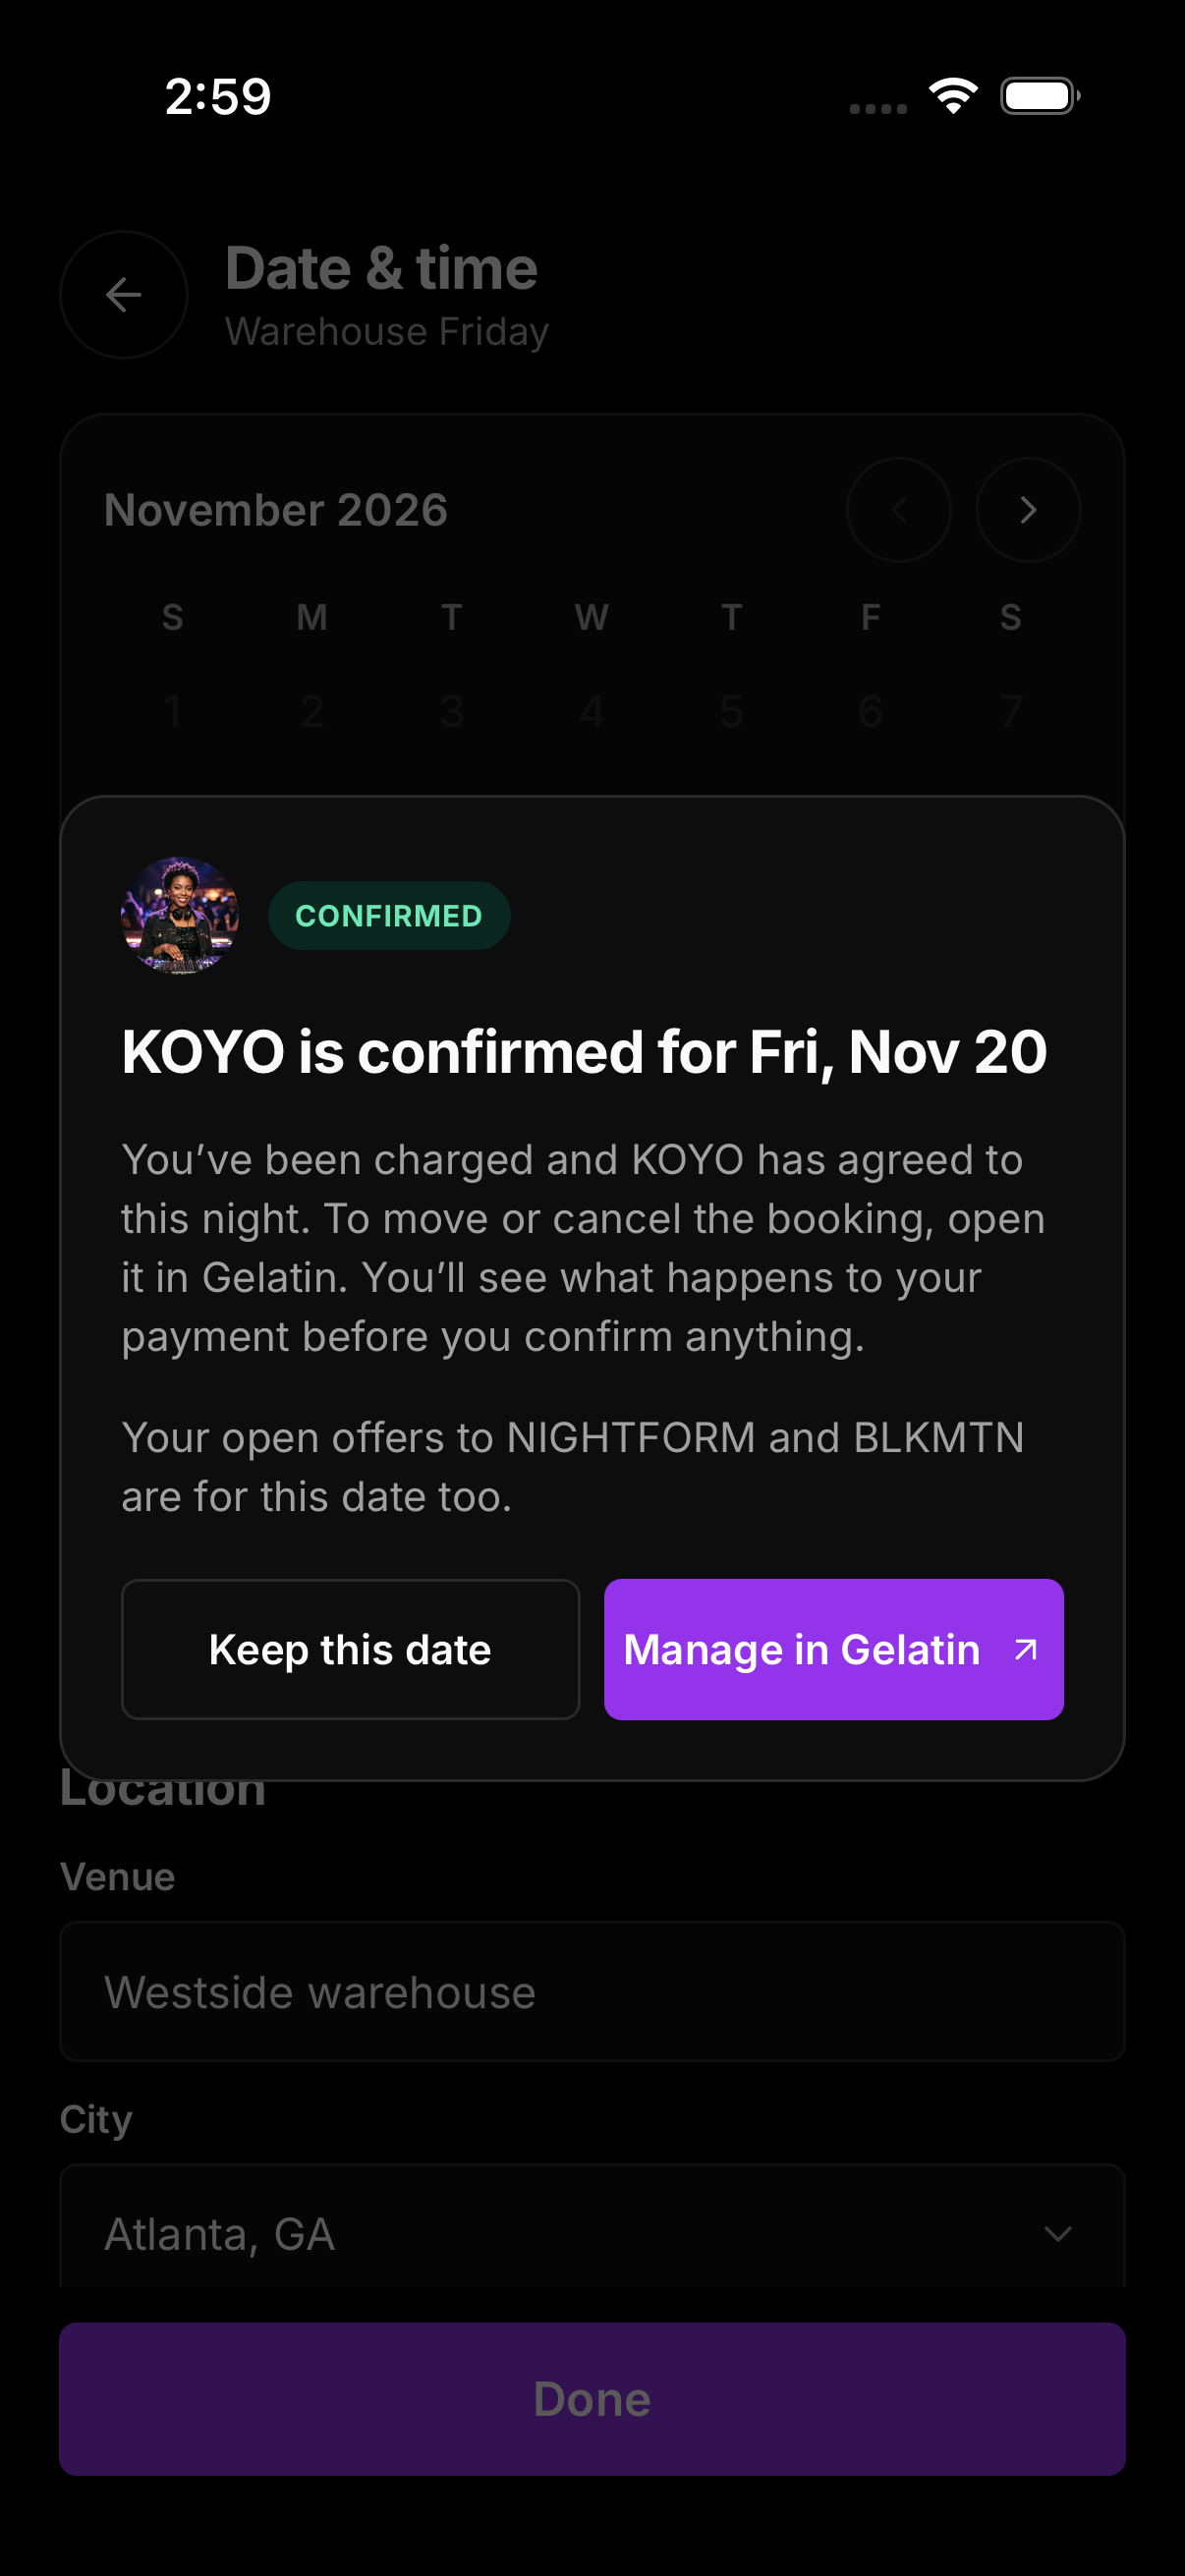 2:59
Date & time
Warehouse Friday
November 2026
S M T W T F S
1 2 3 4 5 6 7
CONFIRMED
KOYO is confirmed for Fri, Nov 20
You’ve been charged and KOYO has agreed to
this night. To move or cancel the booking, open
it in Gelatin. You’ll see what happens to your
payment before you confirm anything.
Your open offers to NIGHTFORM and BLKMTN
are for this date too.
Keep this date
Manage in Gelatin
Location
Venue
Westside warehouse
City
Atlanta, GA
Done